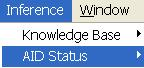 Inference Window
Knowledge Base
AID Status